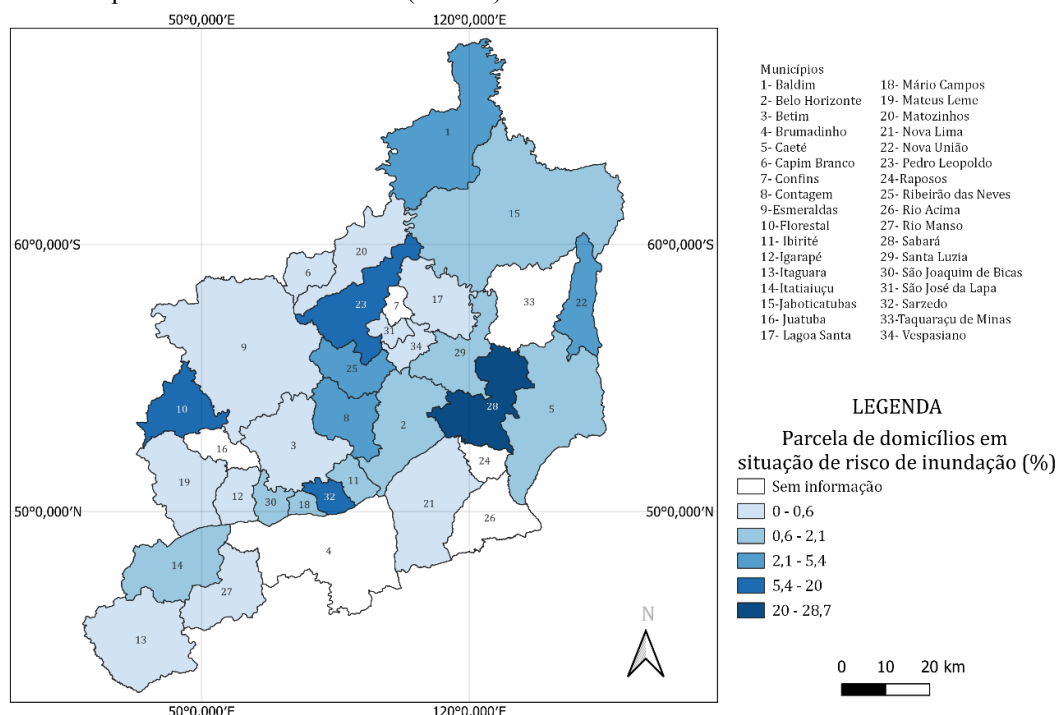 50°0,000′E 120°0,000′E
60°0,000′S 60°0,000′S
50°0,000′N 50°0,000′N
50°0,000′E 120°0,000′E
1
15
20
6
23
7
17
33
22
31
9
34
29
25
10
28
5
8
2
16
3
24
19
12
30
18
32
11
21
26
4
14
27
13
N
Municípios
1- Baldim
2- Belo Horizonte
3- Betim
4- Brumadinho
5- Caeté
6- Capim Branco
7- Confins
8- Contagem
9-Esmeraldas
10-Florestal
11- Ibirité
12-Igarapé
13-Itaguara
14-Itatiaiuçu
15-Jaboticatubas
16- Juatuba
17- Lagoa Santa
18- Mário Campos
19- Mateus Leme
20- Matozinhos
21- Nova Lima
22- Nova União
23- Pedro Leopoldo
24-Raposos
25- Ribeirão das Neves
26- Rio Acima
27- Rio Manso
28- Sabará
29- Santa Luzia
30- São Joaquim de Bicas
31- São José da Lapa
32- Sarzedo
33-Taquaraçu de Minas
34- Vespasiano
LEGENDA
Parcela de domicílios em
situação de risco de inundação (%)
Sem informação
0 - 0,6
0,6 - 2,1
2,1 - 5,4
5,4 - 20
20 - 28,7
0 10 20 km